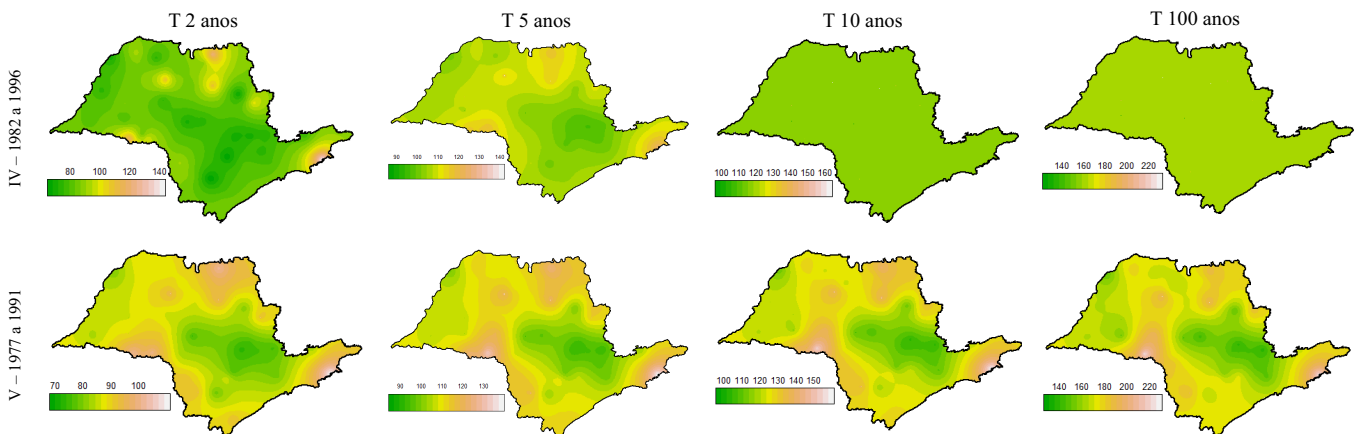 T 2 anos
T 5 anos
T 10 anos
T 100 anos
IV – 1982 a 1996
80 100 120 140
90 100 110 120 130 140
100 110 120 130 140 150 160
140 160 180 200 220
V – 1977 a 1991
70 80 90 100
90 100 110 120 130
100 110 120 130 140 150
140 160 180 200 220